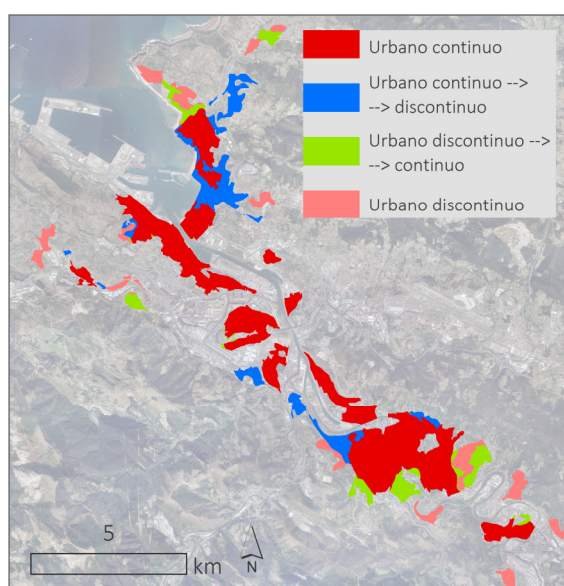 Urbano continuo
Urbano continuo -->
--> discontinuo
Urbano discontinuo -->
--> continuo
Urbano discontinuo
5
km
N